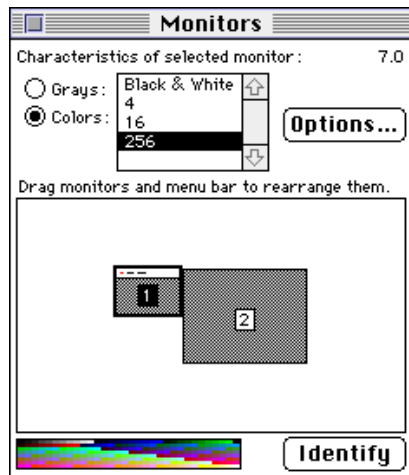 Monitors
Characteristics of selected monitor: 7.0
Grays:
Colors:
Black & White
4
16
256
Options...
Drag monitors and menu bar to rearrange them.
1
2
Identify